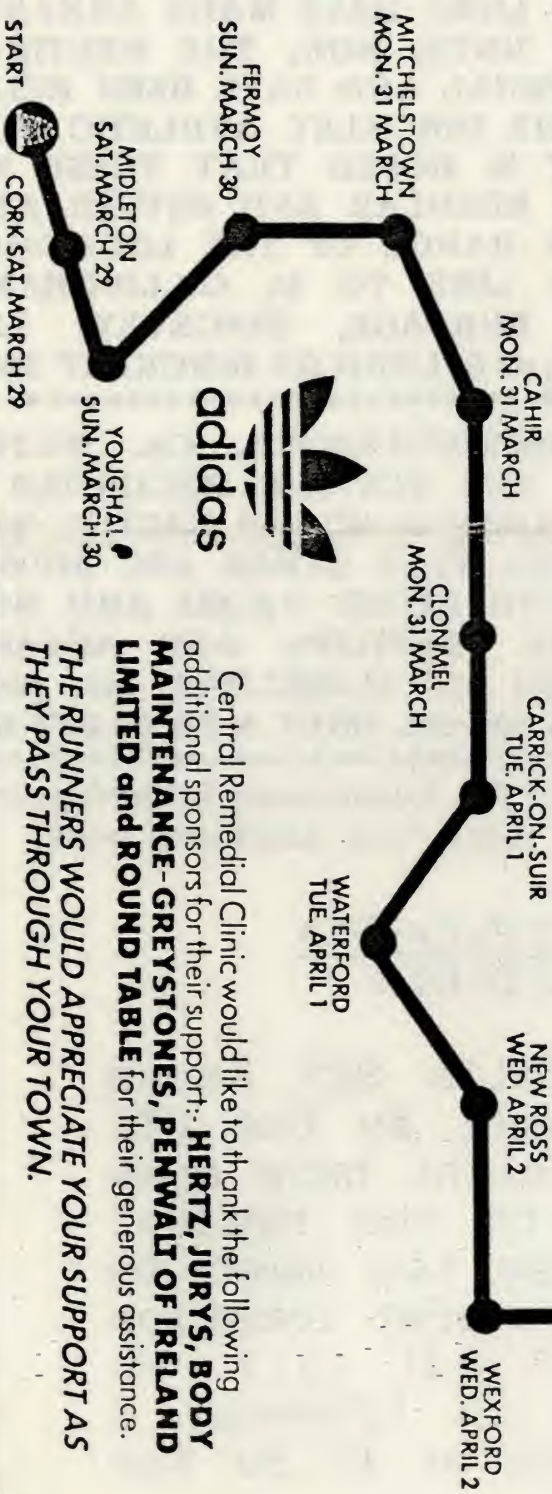 START
CORK SAT. MARCH 29
MIDLETON
SAT. MARCH 29
YOUGHAL
SUN. MARCH 30
FERMOY
SUN. MARCH 30
MITCHELSTOWN
MON. 31 MARCH
CAHIR
MON. 31 MARCH
CLONMEL
MON. 31 MARCH
CARRICK-ON-SUIR
TUE. APRIL 1
WATERFORD
TUE. APRIL 1
NEW ROSS
WED. APRIL 2
WEXFORD
WED. APRIL 2
adidas
Central Remedial Clinic would like to thank the following
additional sponsors for their support:- HERTZ, JURYS, BODY
MAINTENANCE-GREYSTONES, PENWALT OF IRELAND
LIMITED and ROUND TABLE for their generous assistance.
THE RUNNERS WOULD APPRECIATE YOUR SUPPORT AS
THEY PASS THROUGH YOUR TOWN.